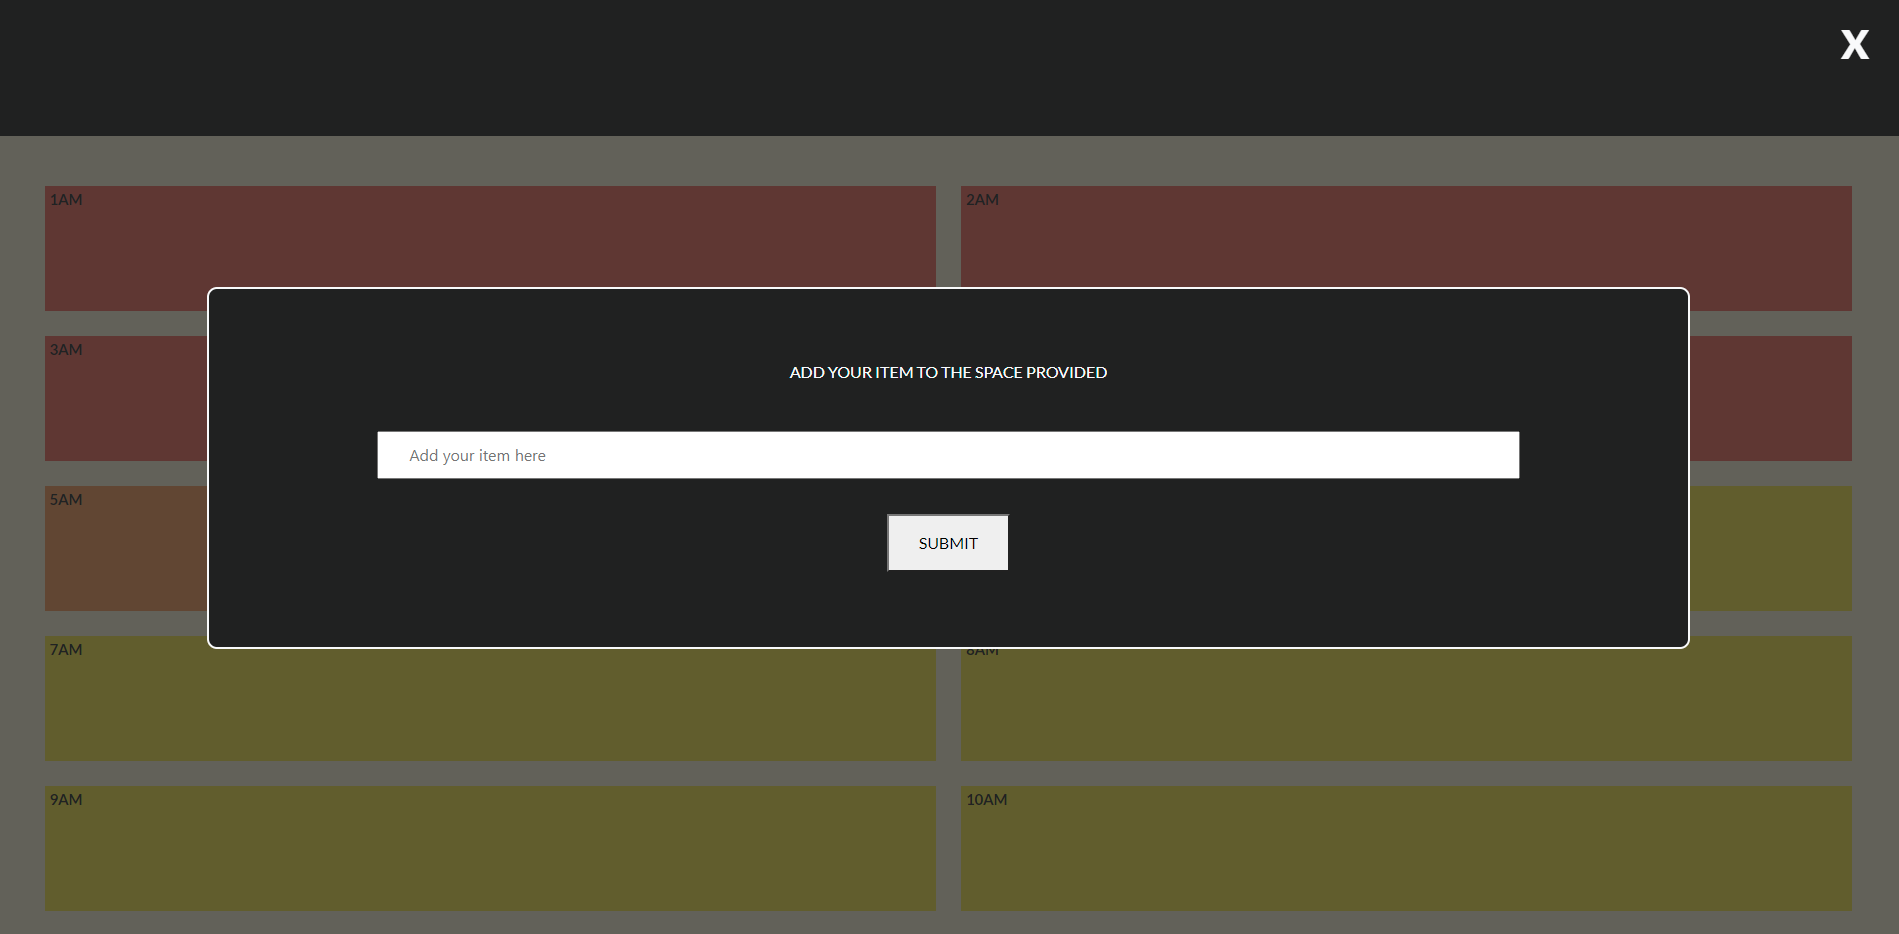 X
1AM
2AM
3AM
ADD YOUR ITEM TO THE SPACE PROVIDED
Add your item here
5AM
SUBMIT
7AM
8AM
9AM
10AM